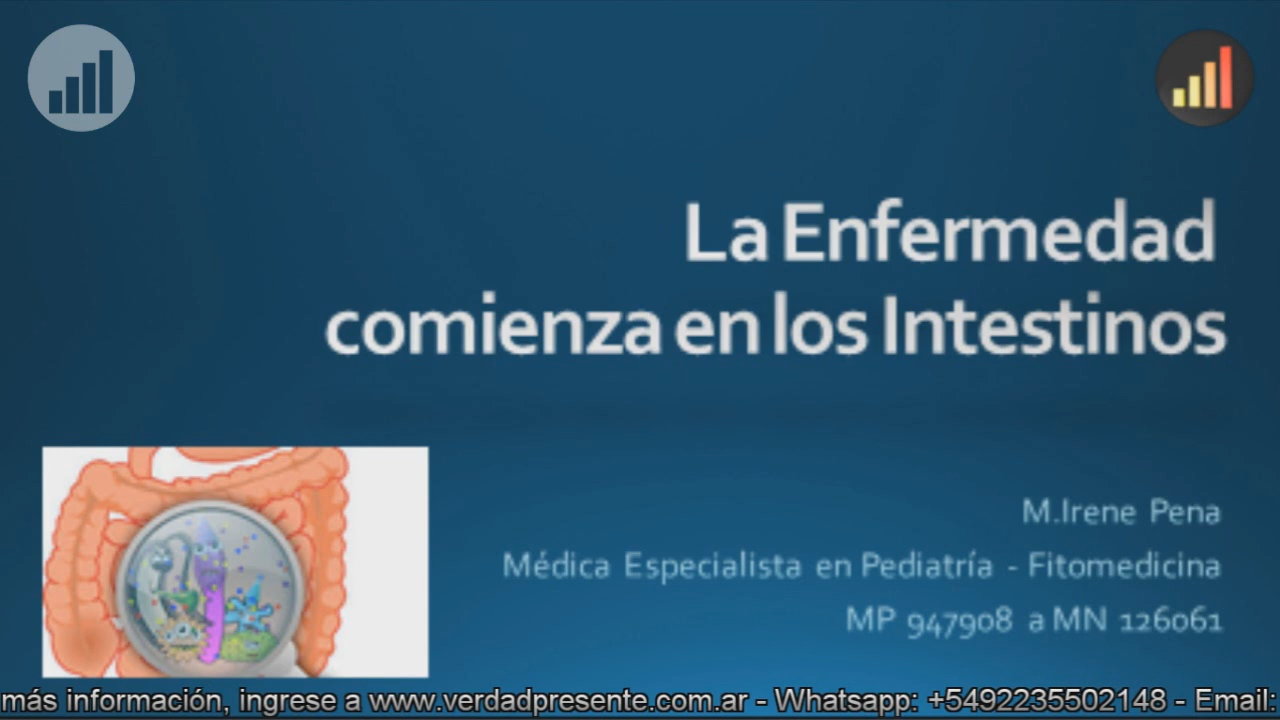 La Enfermedad
comienza en los Intestinos
M.Irene Pena
Médica Especialista en Pediatría - Fitomedicina
MP 947908 a MN 126061
más información, ingrese a www.verdadpresente.com.ar - Whatsapp: +5492235502148 - Email: